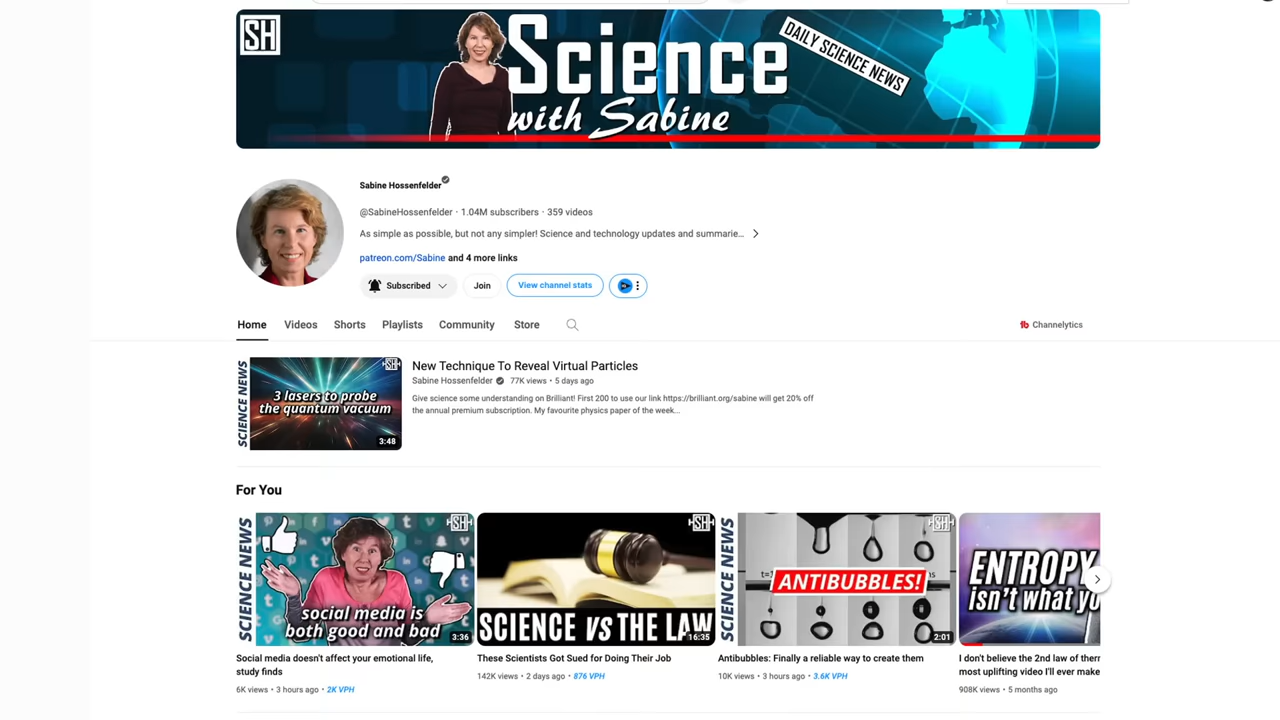 SH
Science
with Sabine
DAILY SCIENCE NEWS
Sabine Hossenfelder
@SabineHossenfelder · 1.04M subscribers · 359 videos
As simple as possible, but not any simpler! Science and technology updates and summarie...
patreon.com/Sabine and 4 more links
Subscribed
Join
View channel stats
Home
Videos
Shorts
Playlists
Community
Store
Channelytics
SCIENCE NEWS
SH
3 lasers to probe
the quantum vacuum
3:48
New Technique To Reveal Virtual Particles
Sabine Hossenfelder 77K views • 5 days ago
Give science some understanding on Brilliant! First 200 to use our link https://brilliant.org/sabine will get 20% off
the annual premium subscription. My favourite physics paper of the week...
For You
SCIENCE NEWS
SH
social media is
both good and bad
3:36
Social media doesn't affect your emotional life,
study finds
6K views • 3 hours ago • 2K VPH
SH
SCIENCE VS THE LAW
16:35
These Scientists Got Sued for Doing Their Job
142K views • 2 days ago • 876 VPH
SCIENCE NEWS
SH
ANTIBUBBLES!
2:01
Antibubbles: Finally a reliable way to create them
10K views • 3 hours ago • 3.6K VPH
ENTROPY
isn't what yo
I don't believe the 2nd law of therm
most uplifting video I'll ever make
908K views • 5 months ago